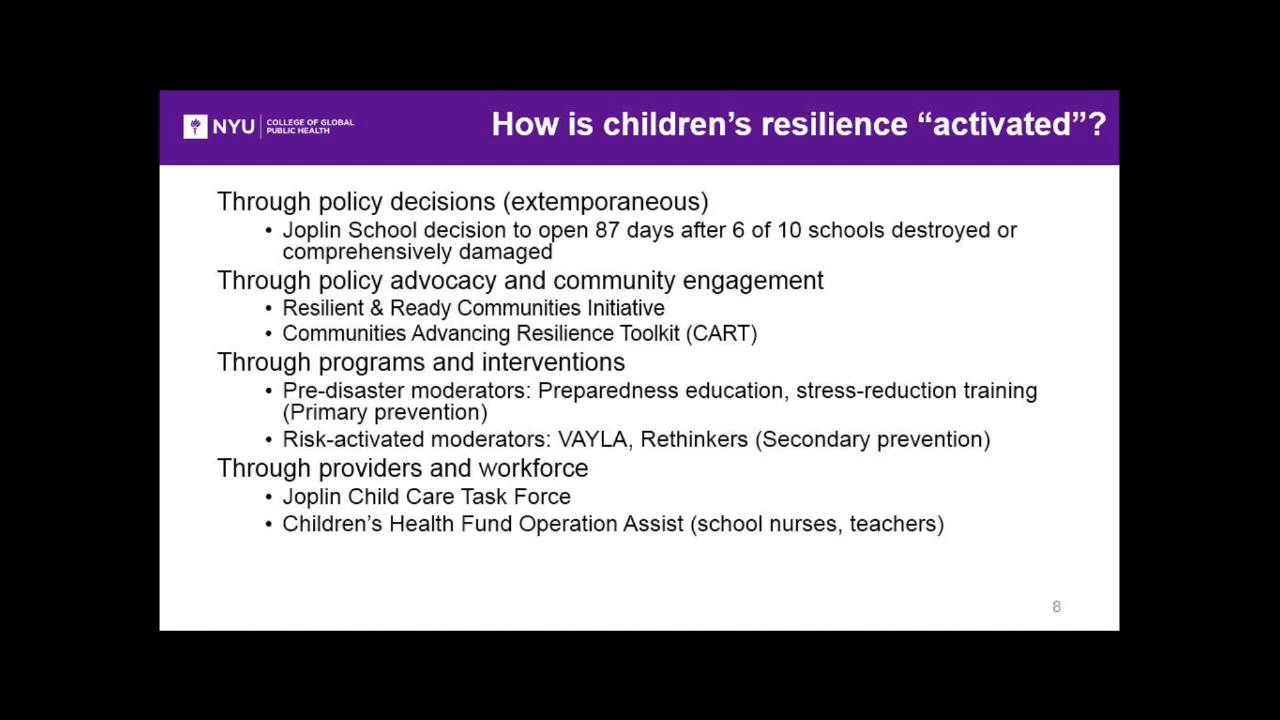 NYU
COLLEGE OF GLOBAL
PUBLIC HEALTH
How is children's resilience “activated”?
Through policy decisions (extemporaneous)
• Joplin School decision to open 87 days after 6 of 10 schools destroyed or
comprehensively damaged
Through policy advocacy and community engagement
• Resilient & Ready Communities Initiative
• Communities Advancing Resilience Toolkit (CART)
Through programs and interventions
• Pre-disaster moderators: Preparedness education, stress-reduction training
(Primary prevention)
• Risk-activated moderators: VAYLA, Rethinkers (Secondary prevention)
Through providers and workforce
• Joplin Child Care Task Force
• Children's Health Fund Operation Assist (school nurses, teachers)
8